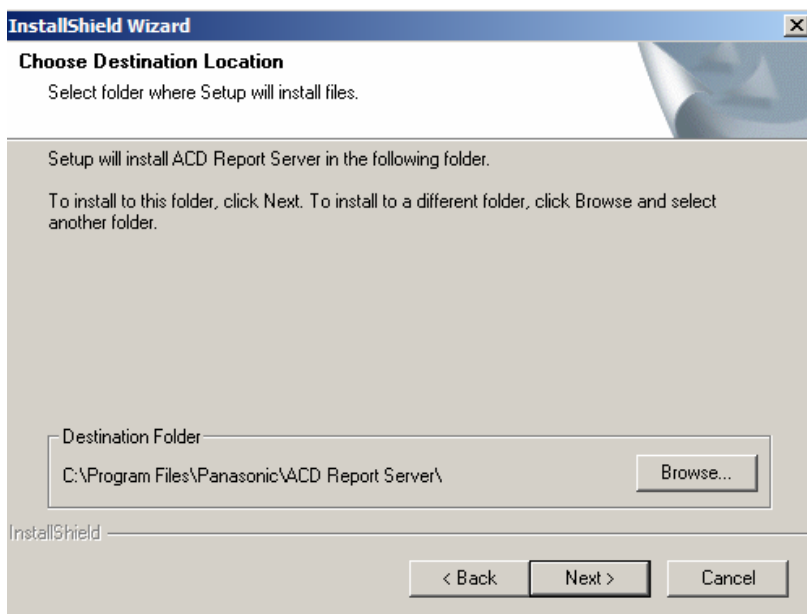 InstallShield Wizard
Choose Destination Location
Select folder where Setup will install files.
Setup will install ACD Report Server in the following folder.
To install to this folder, click Next. To install to a different folder, click Browse and select
another folder.
Destination Folder
C:\Program Files\Panasonic\ACD Report Server\
Browse...
InstallShield
< Back
Next >
Cancel